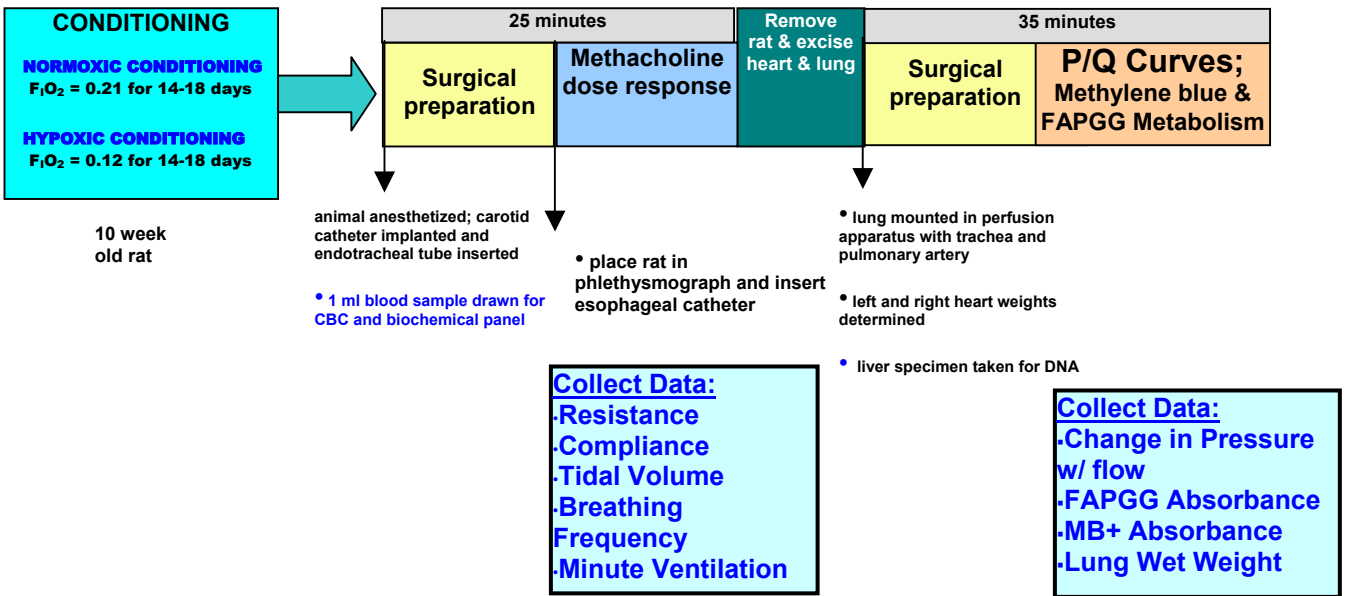 CONDITIONING
NORMOXIC CONDITIONING
FIO2 = 0.21 for 14-18 days
HYPOXIC CONDITIONING
FIO2 = 0.12 for 14-18 days
10 week
old rat
25 minutes
Surgical
preparation
Methacholine
dose response
Remove
rat & excise
heart & lung
35 minutes
Surgical
preparation
P/Q Curves;
Methylene blue &
FAPGG Metabolism
animal anesthetized; carotid
catheter implanted and
endotracheal tube inserted
• 1 ml blood sample drawn for
CBC and biochemical panel
• place rat in
phlethysmograph and insert
esophageal catheter
• lung mounted in perfusion
apparatus with trachea and
pulmonary artery
• left and right heart weights
determined
• liver specimen taken for DNA
Collect Data:
▪Resistance
▪Compliance
▪Tidal Volume
▪Breathing
Frequency
▪Minute Ventilation
Collect Data:
▪Change in Pressure
w/ flow
▪FAPGG Absorbance
▪MB+ Absorbance
▪Lung Wet Weight